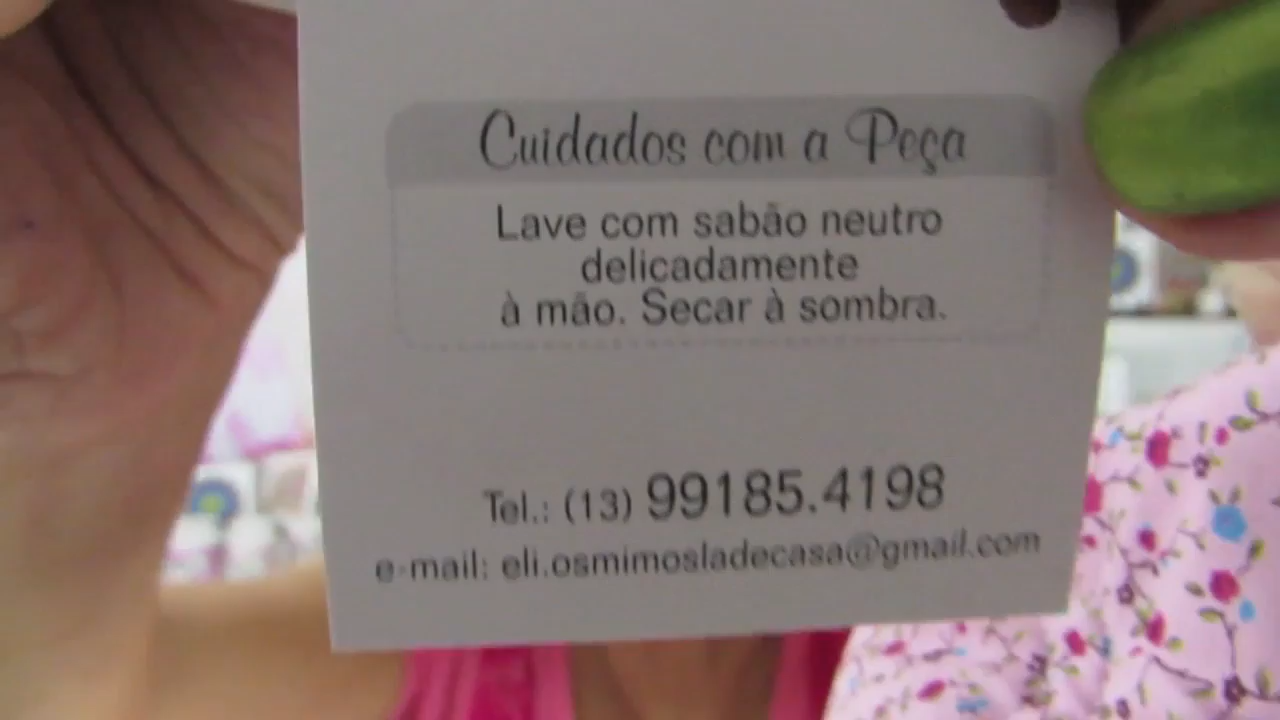 Cuidados com a Peça
Lave com sabão neutro
delicadamente
à mão. Secar à sombra.
Tel.: (13) 99185.4198
e-mail: eli.osmimosladecasa@gmail.com